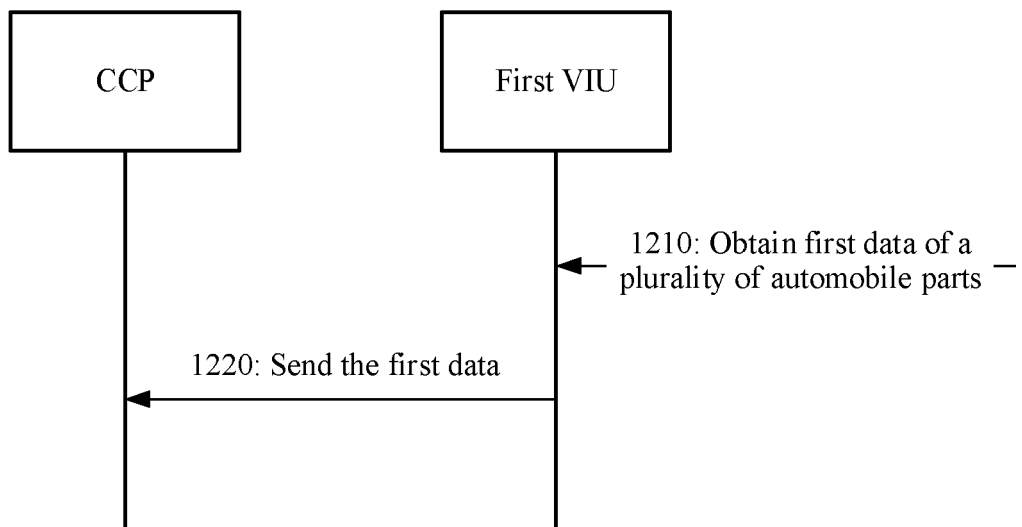 CCP
First VIU
1210: Obtain first data of a
plurality of automobile parts
1220: Send the first data